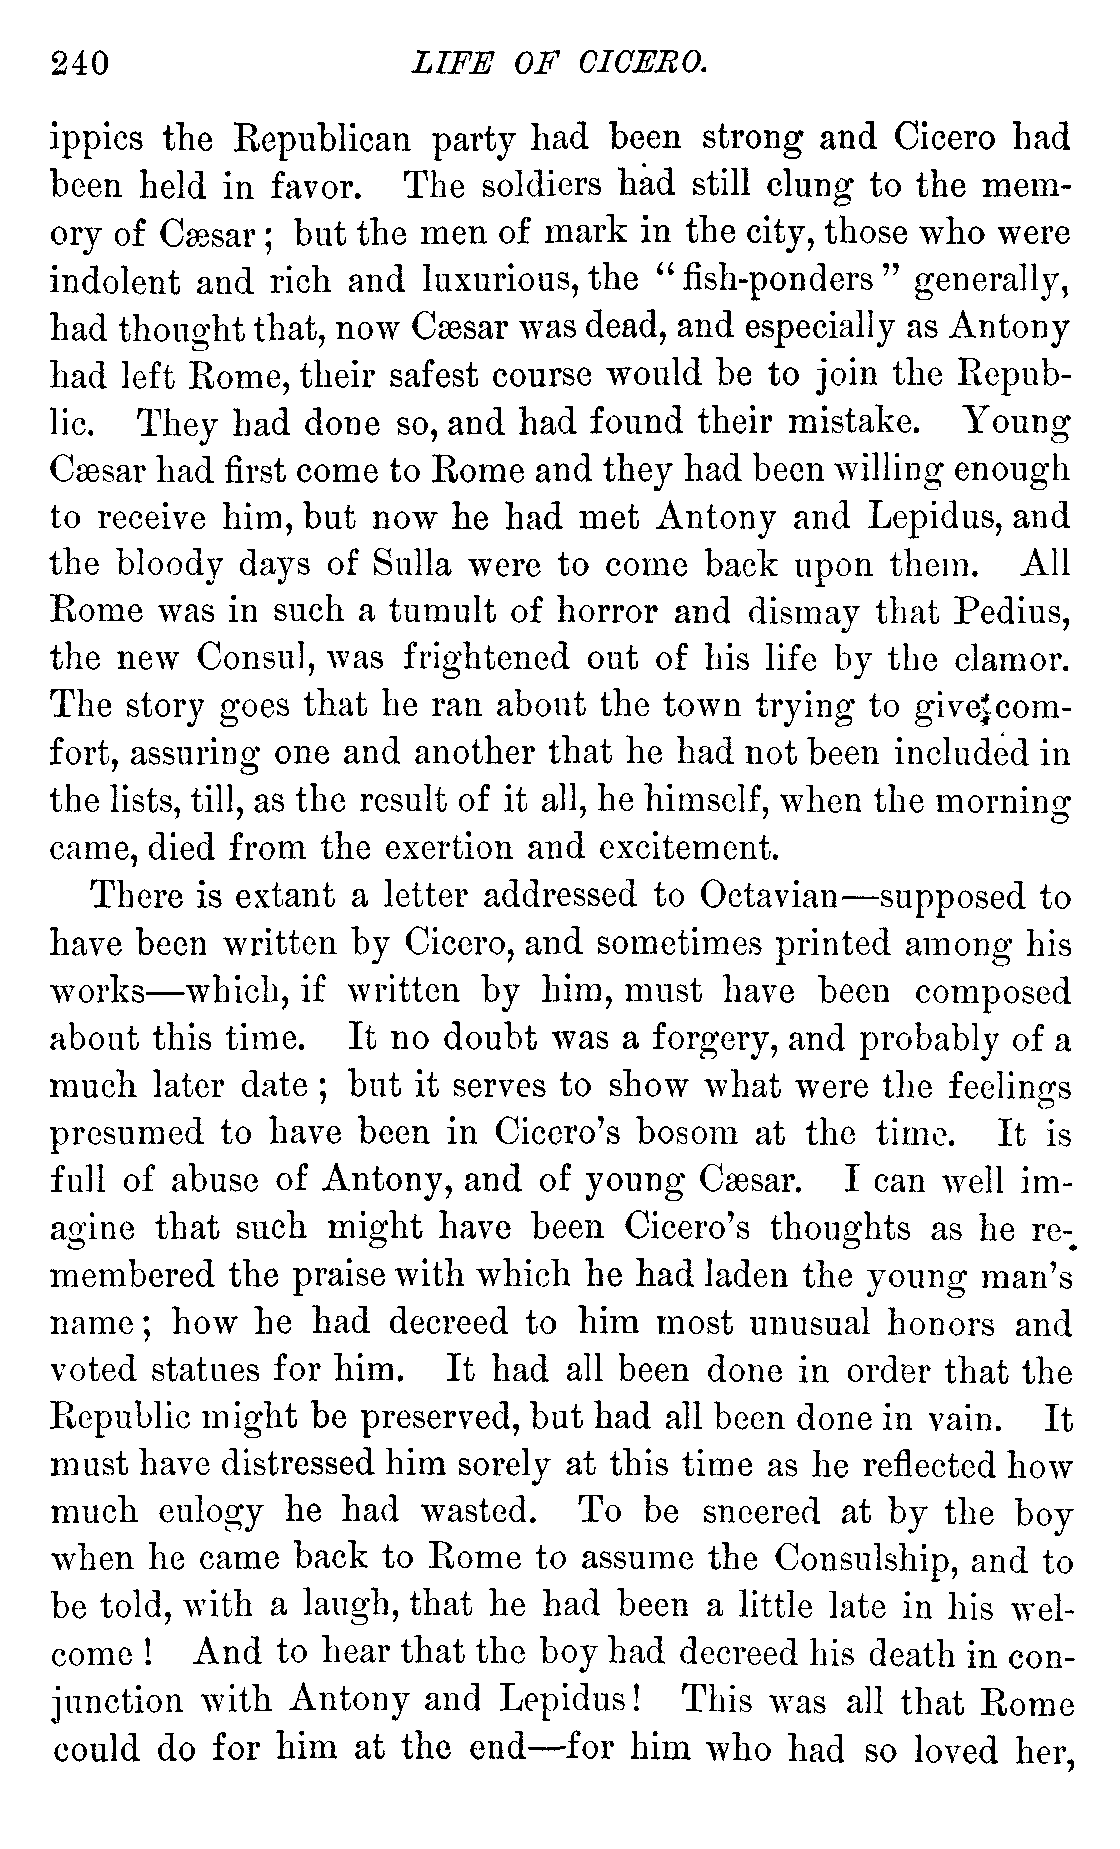 240 LIFE OF CICERO.
ippics the Republican party had been strong and Cicero had
been held in favor. The soldiers had still clung to the mem-
ory of Cæsar; but the men of mark in the city, those who were
indolent and rich and luxurious, the "fish-ponders" generally,
had thought that, now Cæsar was dead, and especially as Antony
had left Rome, their safest course would be to join the Repub-
lic. They had done so, and had found their mistake. Young
Cæsar had first come to Rome and they had been willing enough
to receive him, but now he had met Antony and Lepidus, and
the bloody days of Sulla were to come back upon them. All
Rome was in such a tumult of horror and dismay that Pedius,
the new Consul, was frightened out of his life by the clamor.
The story goes that he ran about the town trying to give com-
fort, assuring one and another that he had not been included in
the lists, till, as the result of it all, he himself, when the morning
came, died from the exertion and excitement.
There is extant a letter addressed to Octavian—supposed to
have been written by Cicero, and sometimes printed among his
works—which, if written by him, must have been composed
about this time. It no doubt was a forgery, and probably of a
much later date; but it serves to show what were the feelings
presumed to have been in Cicero's bosom at the time. It is
full of abuse of Antony, and of young Cæsar. I can well im-
agine that such might have been Cicero's thoughts as he re-
membered the praise with which he had laden the young man's
name; how he had decreed to him most unusual honors and
voted statues for him. It had all been done in order that the
Republic might be preserved, but had all been done in vain. It
must have distressed him sorely at this time as he reflected how
much eulogy he had wasted. To be sneered at by the boy
when he came back to Rome to assume the Consulship, and to
be told, with a laugh, that he had been a little late in his wel-
come! And to hear that the boy had decreed his death in con-
junction with Antony and Lepidus! This was all that Rome
could do for him at the end—for him who had so loved her,